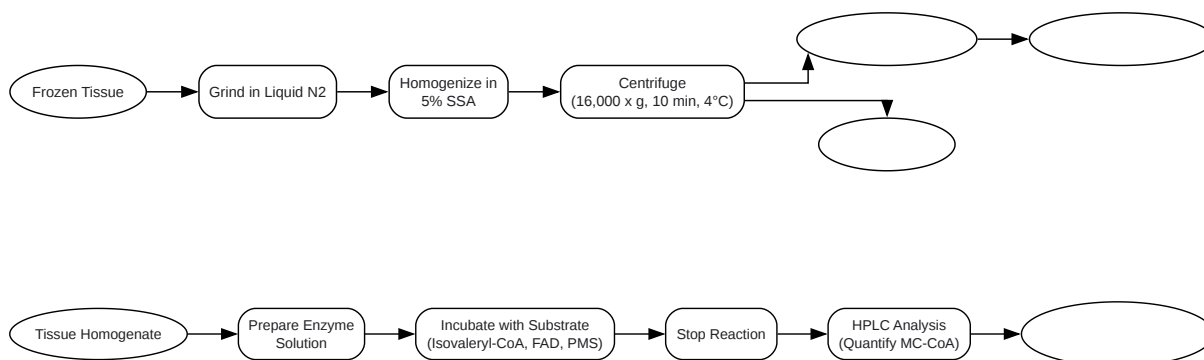 Frozen Tissue
Grind in Liquid N2
Homogenize in
5% SSA
Centrifuge
(16,000 x g, 10 min, 4°C)
Tissue Homogenate
Prepare Enzyme
Solution
Incubate with Substrate
(Isovaleryl-CoA, FAD, PMS)
Stop Reaction
HPLC Analysis
(Quantify MC-CoA)